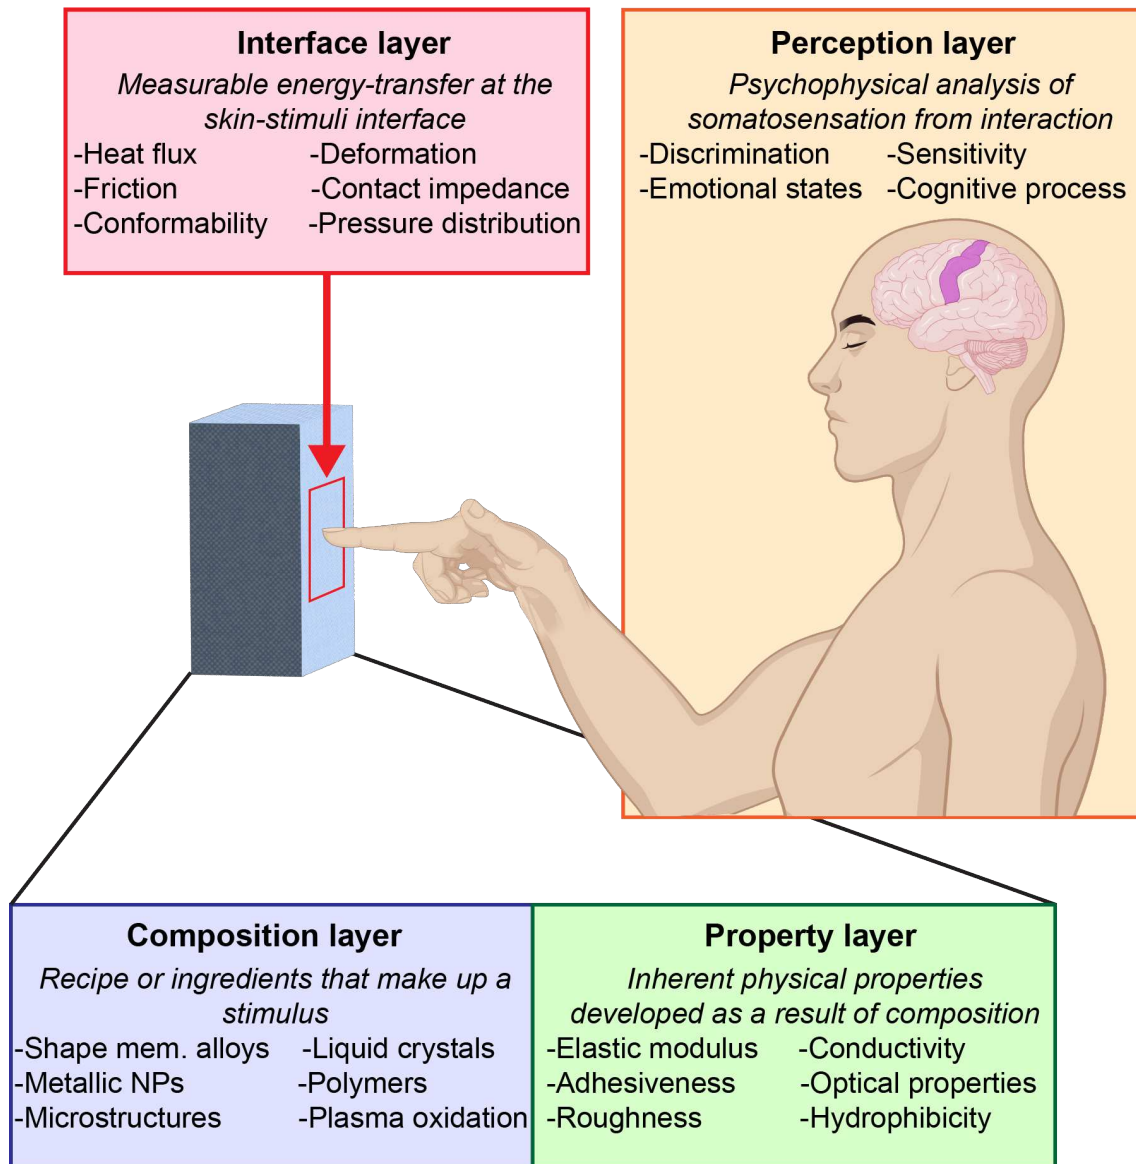 Interface layer
Measurable energy-transfer at the
skin-stimuli interface
-Heat flux -Deformation
-Friction -Contact impedance
-Conformability -Pressure distribution
Perception layer
Psychophysical analysis of
somatosensation from interaction
-Discrimination -Sensitivity
-Emotional states -Cognitive process
Composition layer
Recipe or ingredients that make up a
stimulus
-Shape mem. alloys -Liquid crystals
-Metallic NPs -Polymers
-Microstructures -Plasma oxidation
Property layer
Inherent physical properties
developed as a result of composition
-Elastic modulus -Conductivity
-Adhesiveness -Optical properties
-Roughness -Hydrophibicity